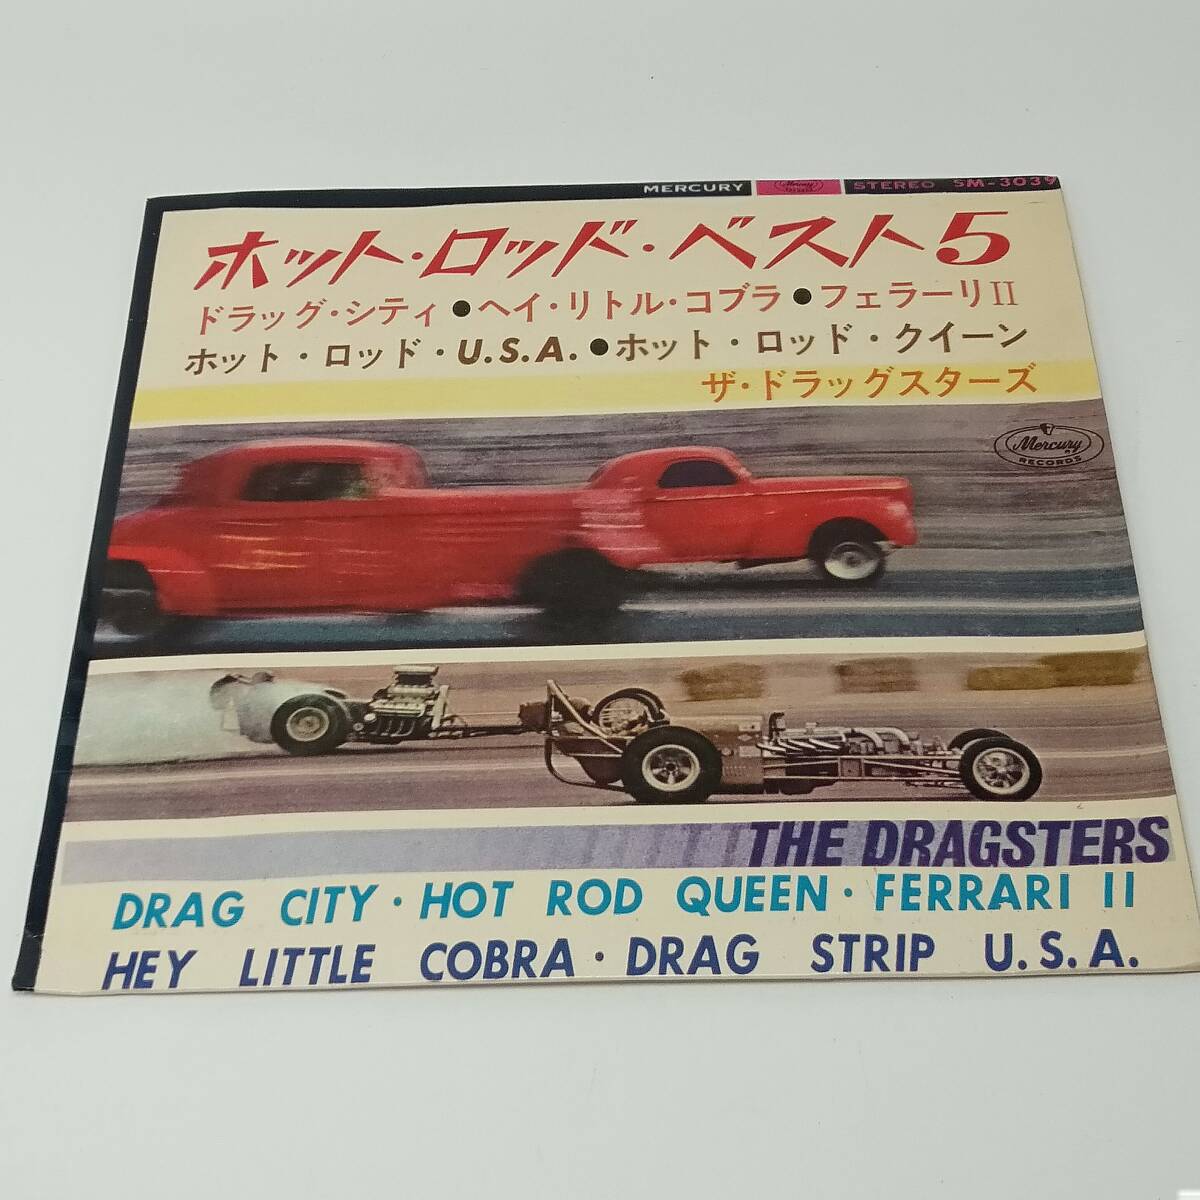 MERCURY Mercury RECORDS STEREO SM-3039
ホット・ロッド・ベスト5
ドラッグ・シティ●ヘイ・リトル・コブラ●フェラーリII
ホット・ロッド・U.S.A.●ホット・ロッド・クイーン
ザ・ドラッグスターズ
Mercury
RECORDS
THE DRAGSTERS
DRAG CITY・HOT ROD QUEEN・FERRARI II
HEY LITTLE COBRA・DRAG STRIP U.S.A.